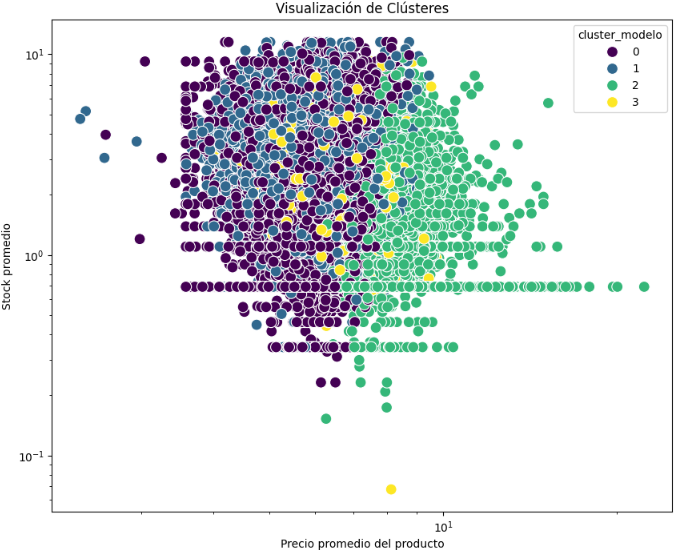 Visualización de Clústeres
cluster_modelo
0
1
2
3
10¹
10⁰
10⁻¹
Stock promedio
10¹
Precio promedio del producto